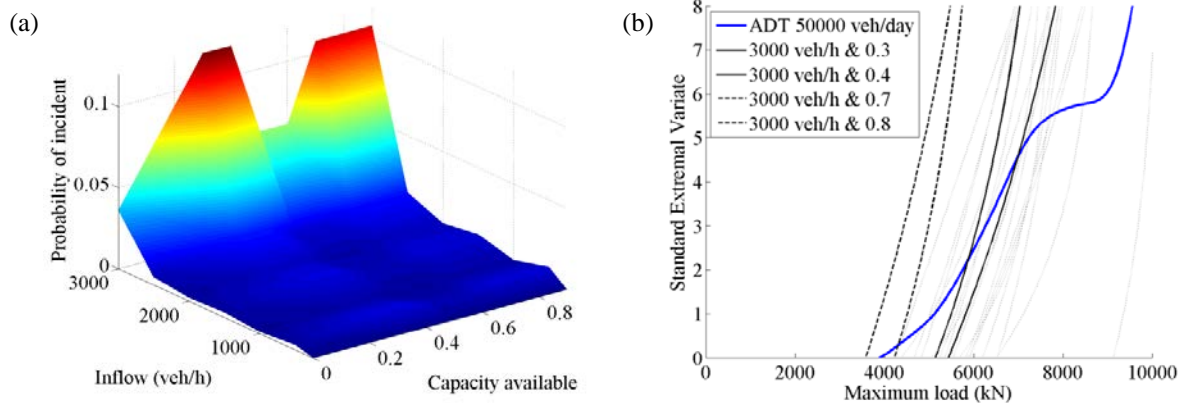 (a)
Probability of incident
0.1
0.05
0
3000
2000
1000
Inflow (veh/h)
0
0.2
0.4
0.6
0.8
Capacity available
(b)
Standard Extremal Variate
8
7
6
5
4
3
2
1
0
ADT 50000 veh/day
3000 veh/h & 0.3
3000 veh/h & 0.4
3000 veh/h & 0.7
3000 veh/h & 0.8
0 2000 4000 6000 8000 10000
Maximum load (kN)